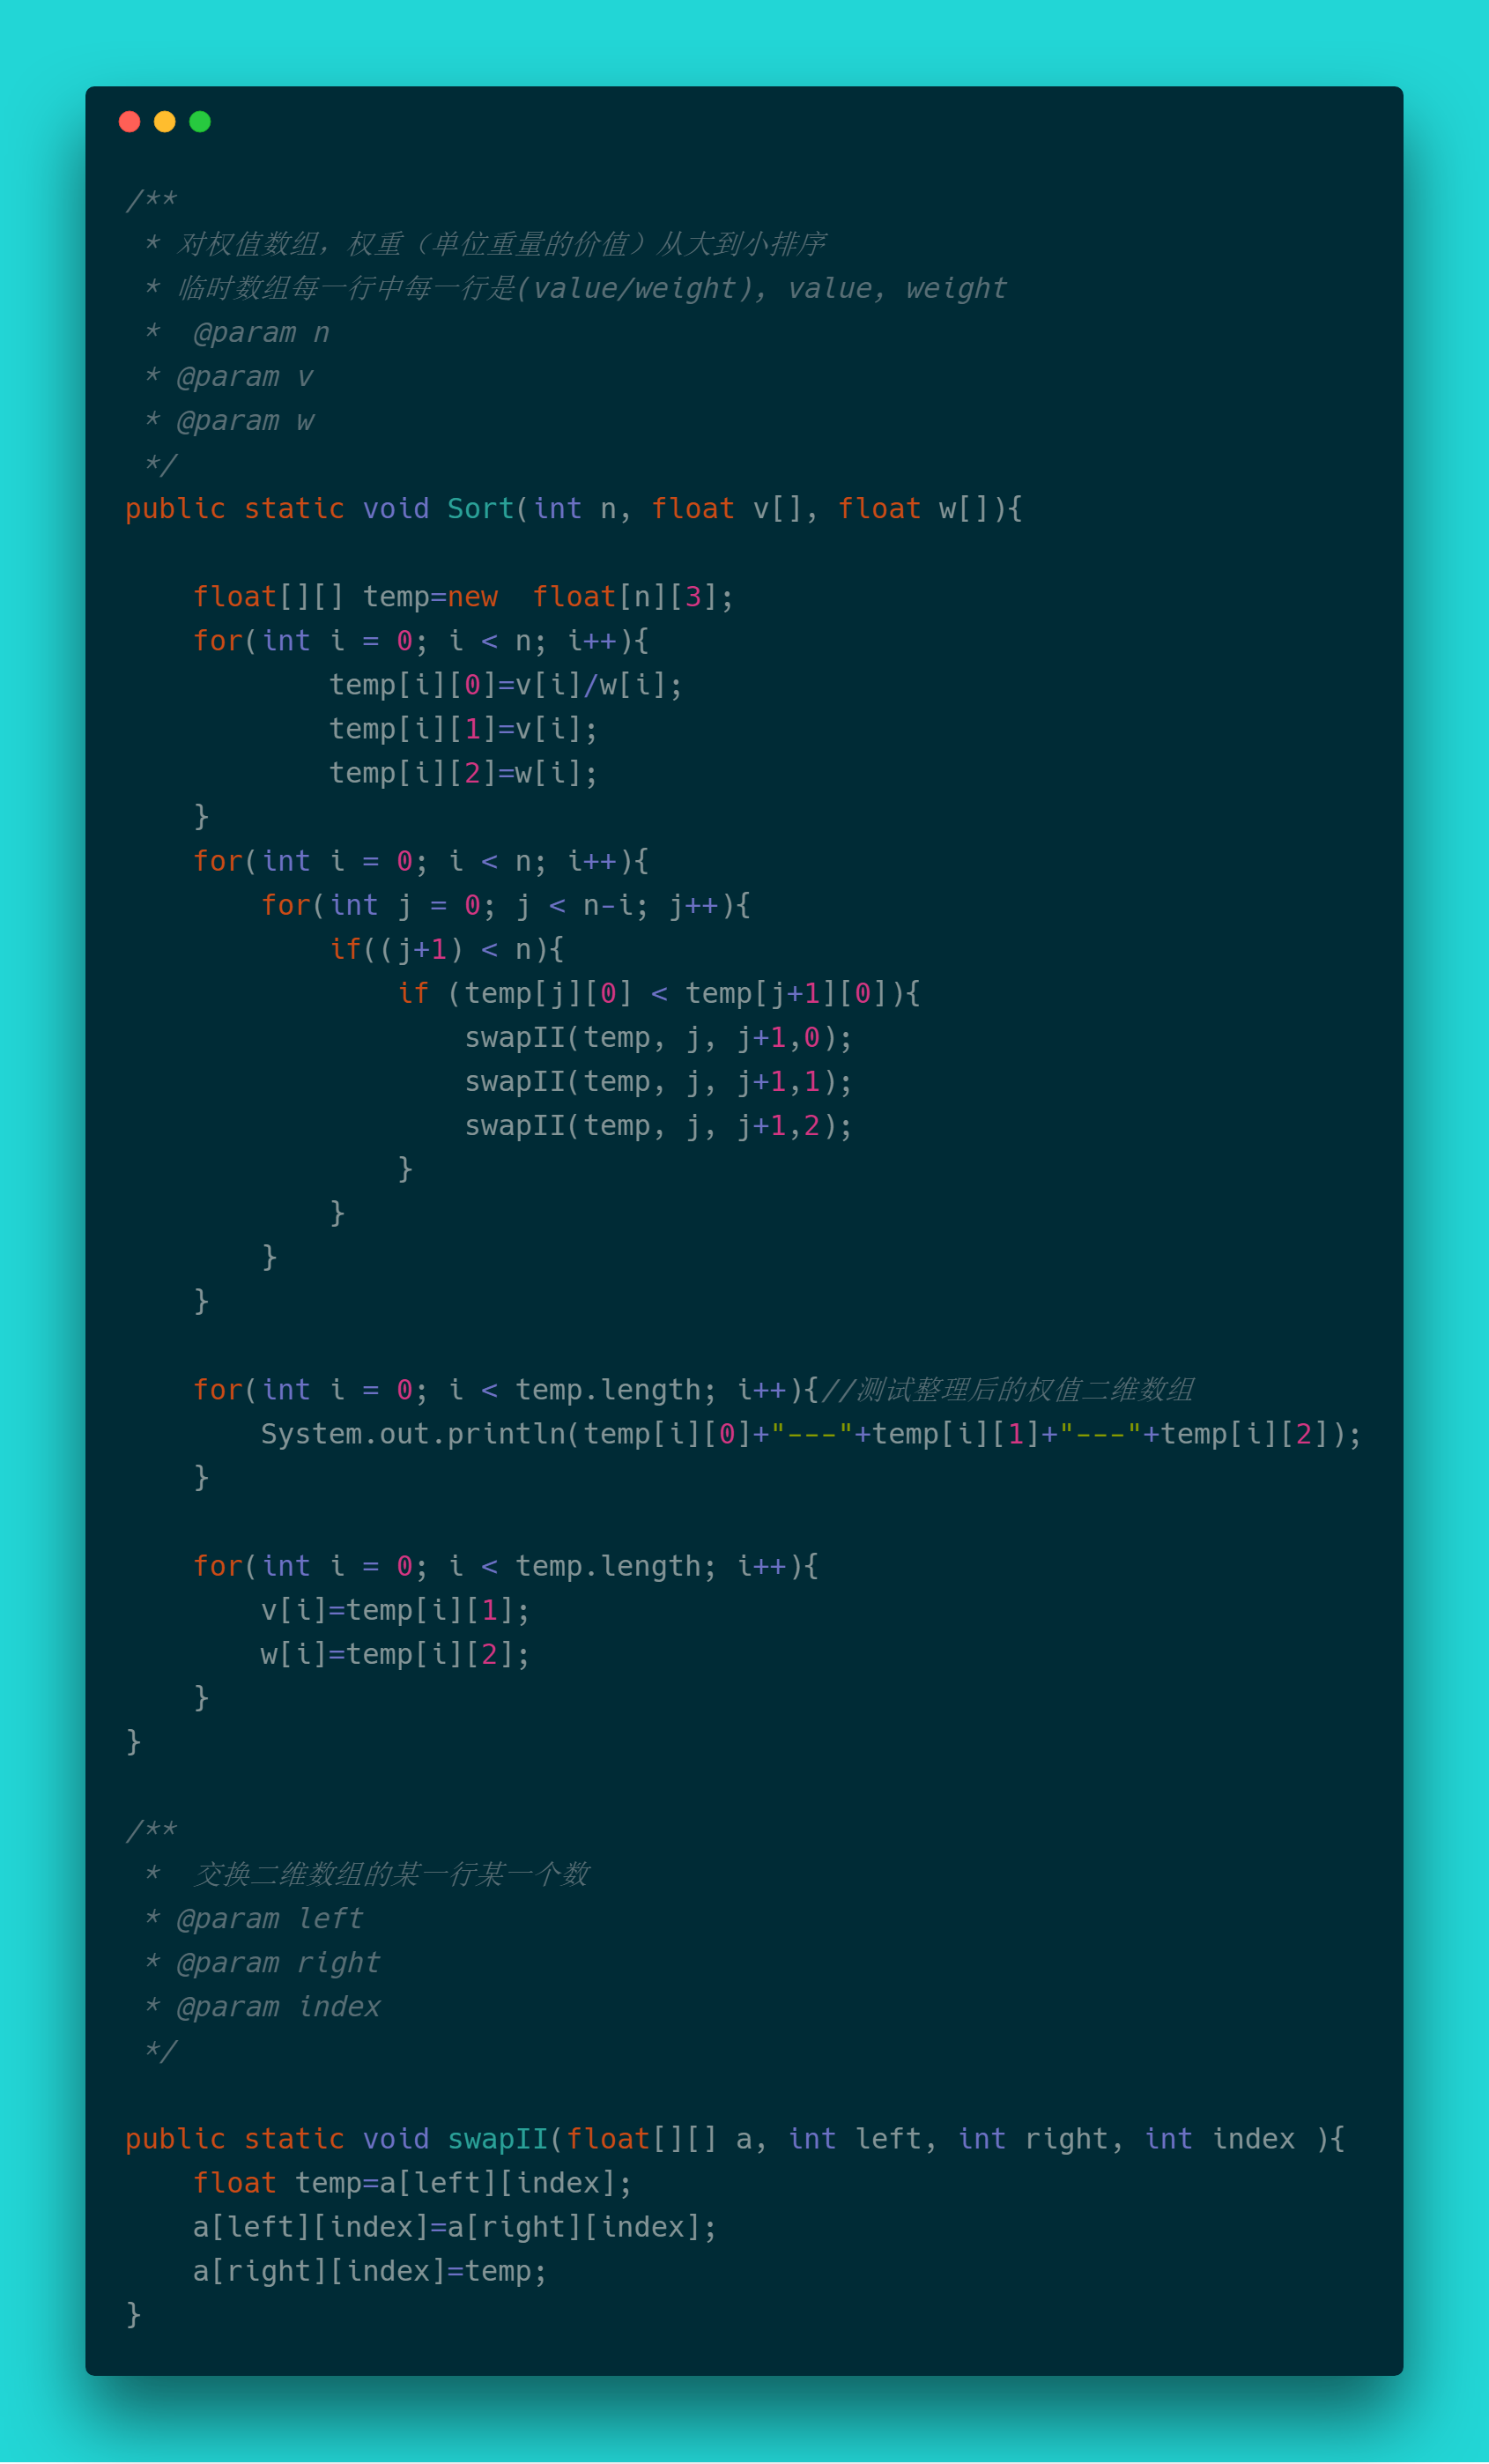 /**
 * 对权值数组，权重（单位重量的价值）从大到小排序
 * 临时数组每一行中每一行是(value/weight), value, weight
 *  @param n
 * @param v
 * @param w
 */
public static void Sort(int n, float v[], float w[]){

    float[][] temp=new  float[n][3];
    for(int i = 0; i < n; i++){
            temp[i][0]=v[i]/w[i];
            temp[i][1]=v[i];
            temp[i][2]=w[i];
    }
    for(int i = 0; i < n; i++){
        for(int j = 0; j < n-i; j++){
            if((j+1) < n){
                if (temp[j][0] < temp[j+1][0]){
                    swapII(temp, j, j+1,0);
                    swapII(temp, j, j+1,1);
                    swapII(temp, j, j+1,2);
                }
            }
        }
    }

    for(int i = 0; i < temp.length; i++){//测试整理后的权值二维数组
        System.out.println(temp[i][0]+"---"+temp[i][1]+"---"+temp[i][2]);
    }

    for(int i = 0; i < temp.length; i++){
        v[i]=temp[i][1];
        w[i]=temp[i][2];
    }
}

/**
 *  交换二维数组的某一行某一个数
 * @param left
 * @param right
 * @param index
 */

public static void swapII(float[][] a, int left, int right, int index ){
    float temp=a[left][index];
    a[left][index]=a[right][index];
    a[right][index]=temp;
}